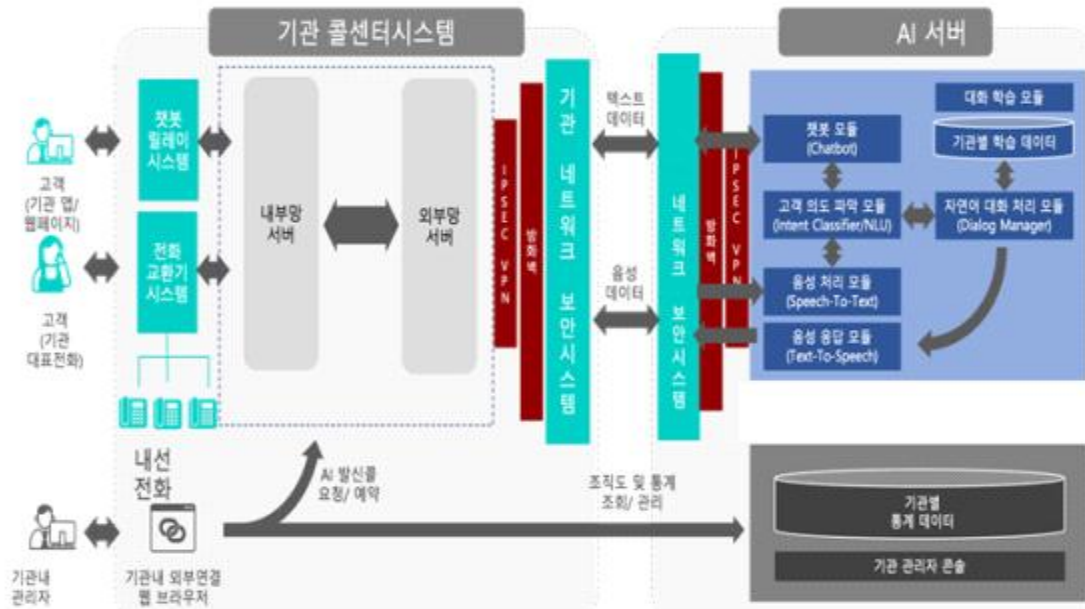 기관 콜센터시스템
AI 서버
챗봇
릴레이
시스템
고객
(기관 앱/
웹페이지)
전화
교환기
시스템
고객
(기관
대표전화)
내선
전화
내부망
서버
외부망
서버
IPSEC VPN
방화벽
기관 네트워크 보안시스템
텍스트
데이터
음성
데이터
네트워크 보안시스템
방화벽
IPSEC VPN
챗봇 모듈
(Chatbot)
고객 의도 파악 모듈
(Intent Classifier/NLU)
음성 처리 모듈
(Speech-To-Text)
음성 응답 모듈
(Text-To-Speech)
대화 학습 모듈
기관별 학습 데이터
자연어 대화 처리 모듈
(Dialog Manager)
AI 발신콜
요청/ 예약
조직도 및 통계
조회/ 관리
기관내
관리자
기관내 외부연결
웹 브라우저
기관별
통계 데이터
기관 관리자 콘솔